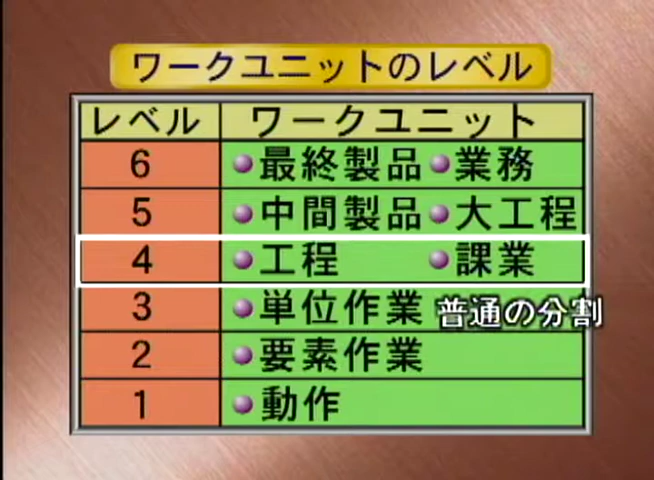 ワークユニットのレベル
レベル ワークユニット
6 ●最終製品 ●業務
5 ●中間製品 ●大工程
4 ●工程 ●課業
3 ●単位作業 普通の分割
2 ●要素作業
1 ●動作